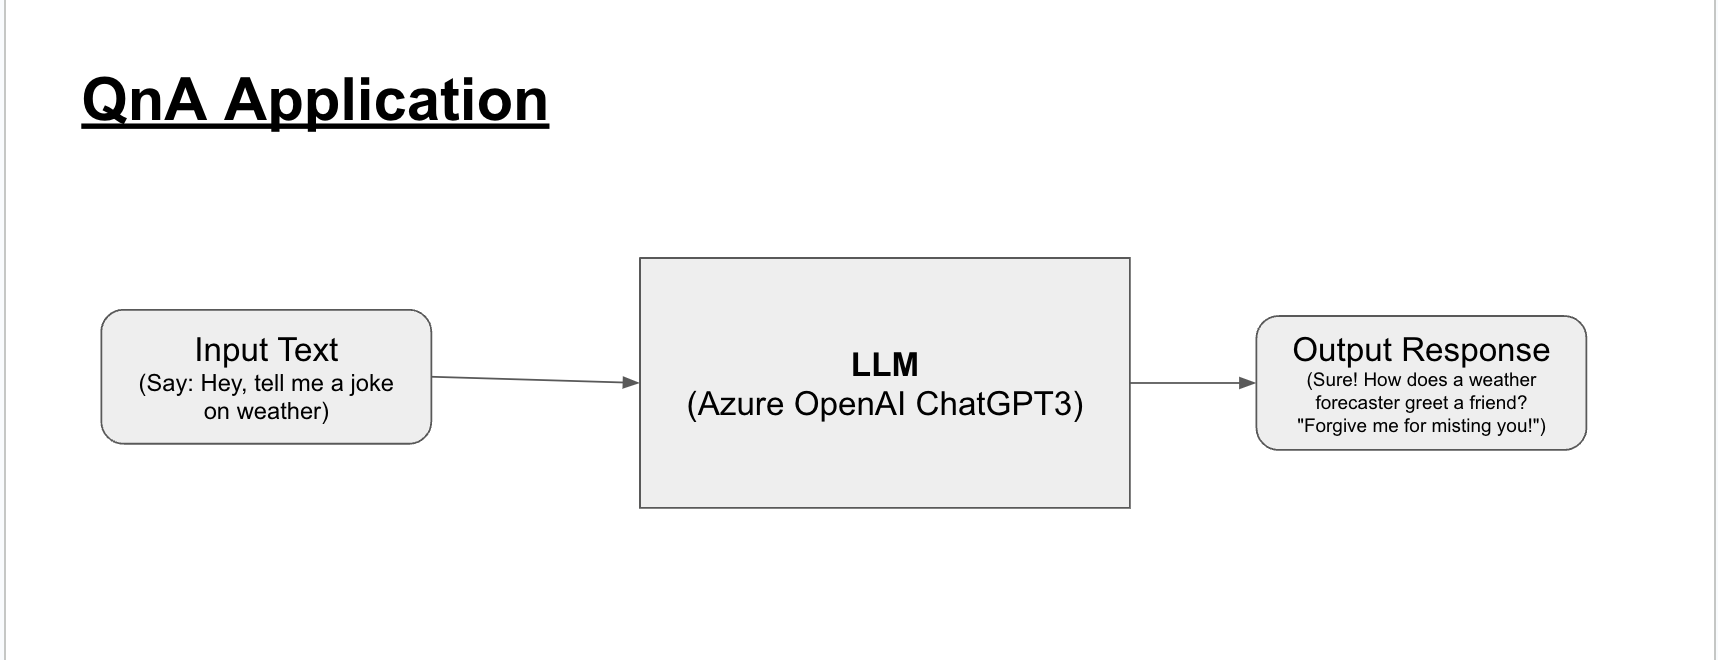 QnA Application
Input Text
(Say: Hey, tell me a joke
on weather)
LLM
(Azure OpenAI ChatGPT3)
Output Response
(Sure! How does a weather
forecaster greet a friend?
"Forgive me for misting you!")